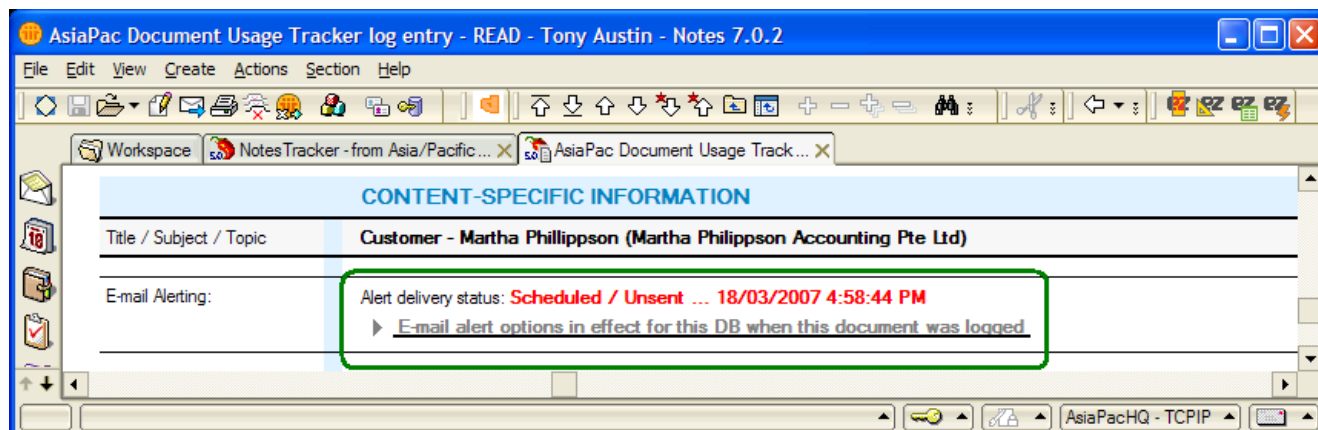 AsiaPac Document Usage Tracker log entry - READ - Tony Austin - Notes 7.0.2
File Edit View Create Actions Section Help
Workspace NotesTracker - from Asia/Pacific ... AsiaPac Document Usage Track ...
CONTENT-SPECIFIC INFORMATION
Title / Subject / Topic Customer - Martha Phillippson (Martha Philippson Accounting Pte Ltd)
E-mail Alerting: Alert delivery status: Scheduled / Unsent ... 18/03/2007 4:58:44 PM
E-mail alert options in effect for this DB when this document was logged
AsiaPacHQ - TCPIP